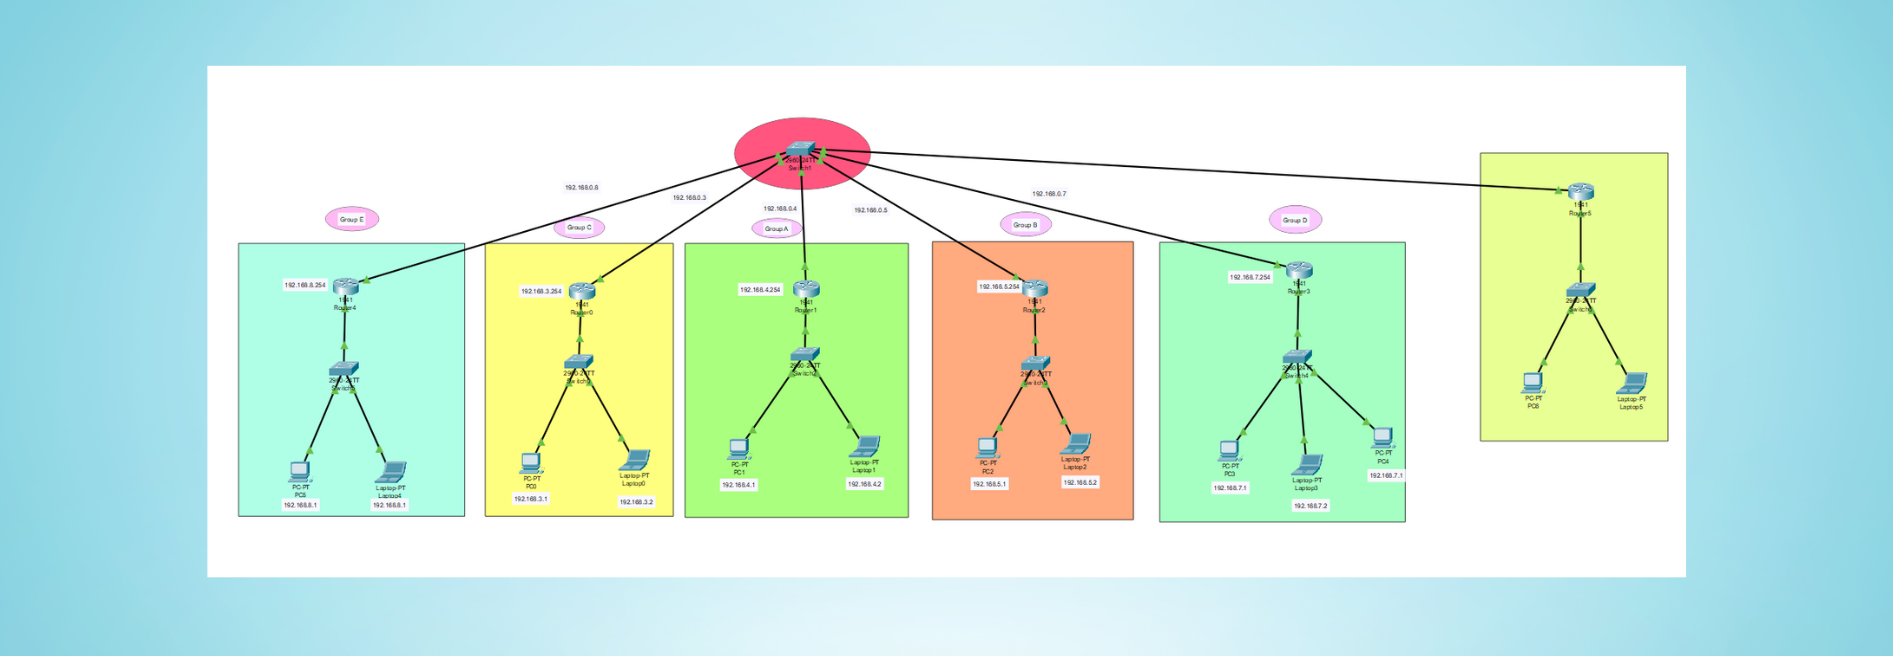 2960-24TT
Switch1
192.168.0.8
192.168.0.3
192.168.0.4
192.168.0.5
192.168.0.7
Group E
Group C
Group A
Group B
Group D
192.168.8.254
1941
Router4
2960-24TT
PC-PT
192.168.8.1
Laptop-PT
Laptop4
192.168.8.1
192.168.3.254
1941
Router0
2960-24TT
PC-PT
PC0
192.168.3.1
Laptop-PT
Laptop0
192.168.3.2
192.168.4.254
1941
Router1
2960-24TT
PC-PT
PC1
192.168.4.1
Laptop-PT
Laptop1
192.168.4.2
192.168.5.254
1941
Router2
2960-24TT
PC-PT
PC2
192.168.5.1
Laptop-PT
Laptop2
192.168.5.2
192.168.7.254
1941
Router3
2960-24TT
Switch4
PC-PT
PC3
192.168.7.1
Laptop-PT
Laptop3
192.168.7.2
PC-PT
PC4
192.168.7.1
1941
Router5
2960-24TT
PC-PT
Laptop-PT
Laptop5